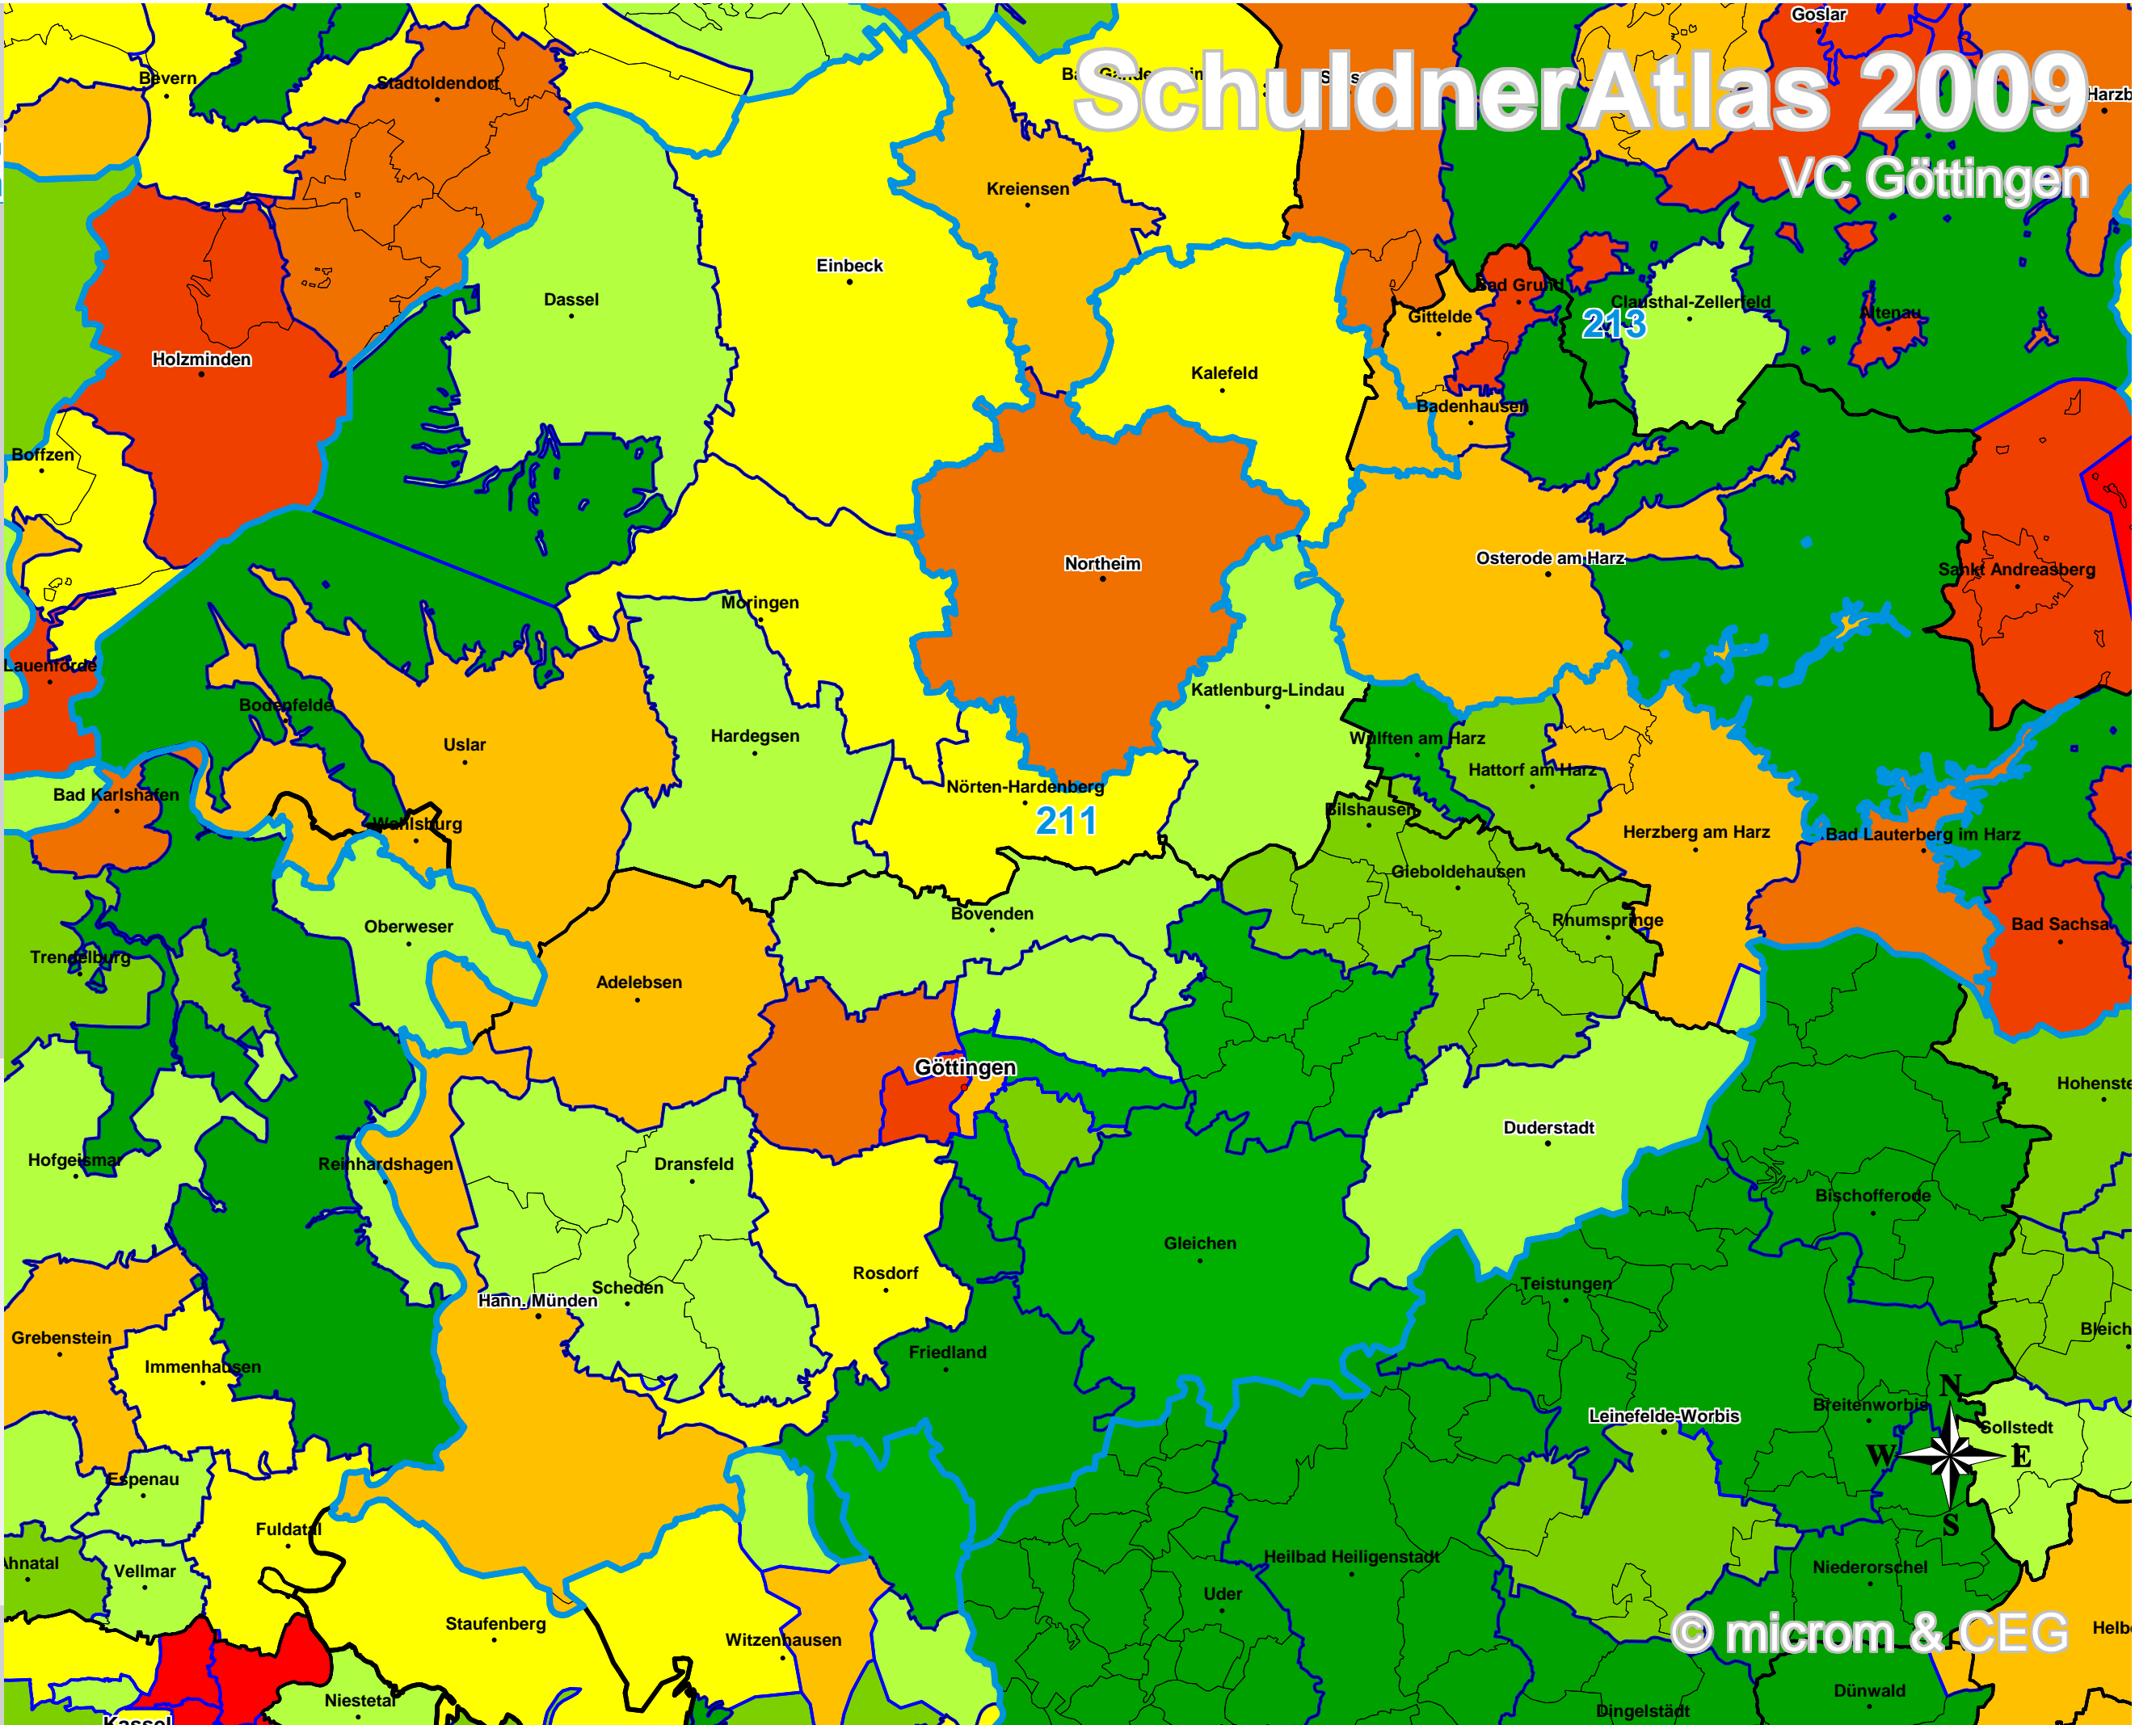 Goslar
Bevern
Stadtoldendorf
SchuldnerAtlas 2009
Harzb
VC Göttingen
Kreiensen
Einbeck
Dassel
Bad Grund
Clausthal-Zellerfeld
Gittelde
213
Altenau
Holzminden
Kalefeld
Badenhausen
Boffzen
Northeim
Osterode am Harz
Sankt Andreasberg
Moringen
Lauenförde
Katlenburg-Lindau
Bodenfelde
Uslar
Hardegsen
Wulften am Harz
Hattorf am Harz
Bad Karlshafen
Nörten-Hardenberg
211
Bilshausen
Wahlsburg
Herzberg am Harz
Bad Lauterberg im Harz
Gieboldehausen
Bovenden
Rhumspringe
Oberweser
Bad Sachsa
Trendelburg
Adelebsen
Göttingen
Hohenste
Duderstadt
Hofgeismar
Reinhardshagen
Dransfeld
Bischofferode
Gleichen
Rosdorf
Scheden
Teistungen
Hann. Münden
Grebenstein
Immenhausen
Friedland
Bleich
N
Breitenworbis
Leinefelde-Worbis
Sollstedt
W
E
Espenau
S
Fuldatal
Ahnatal
Vellmar
Heilbad Heiligenstadt
Niederorschel
Uder
Staufenberg
Witzenhausen
© microm & CEG
Helb
Niestetal
Dünwald
Dingelstädt
Kassel